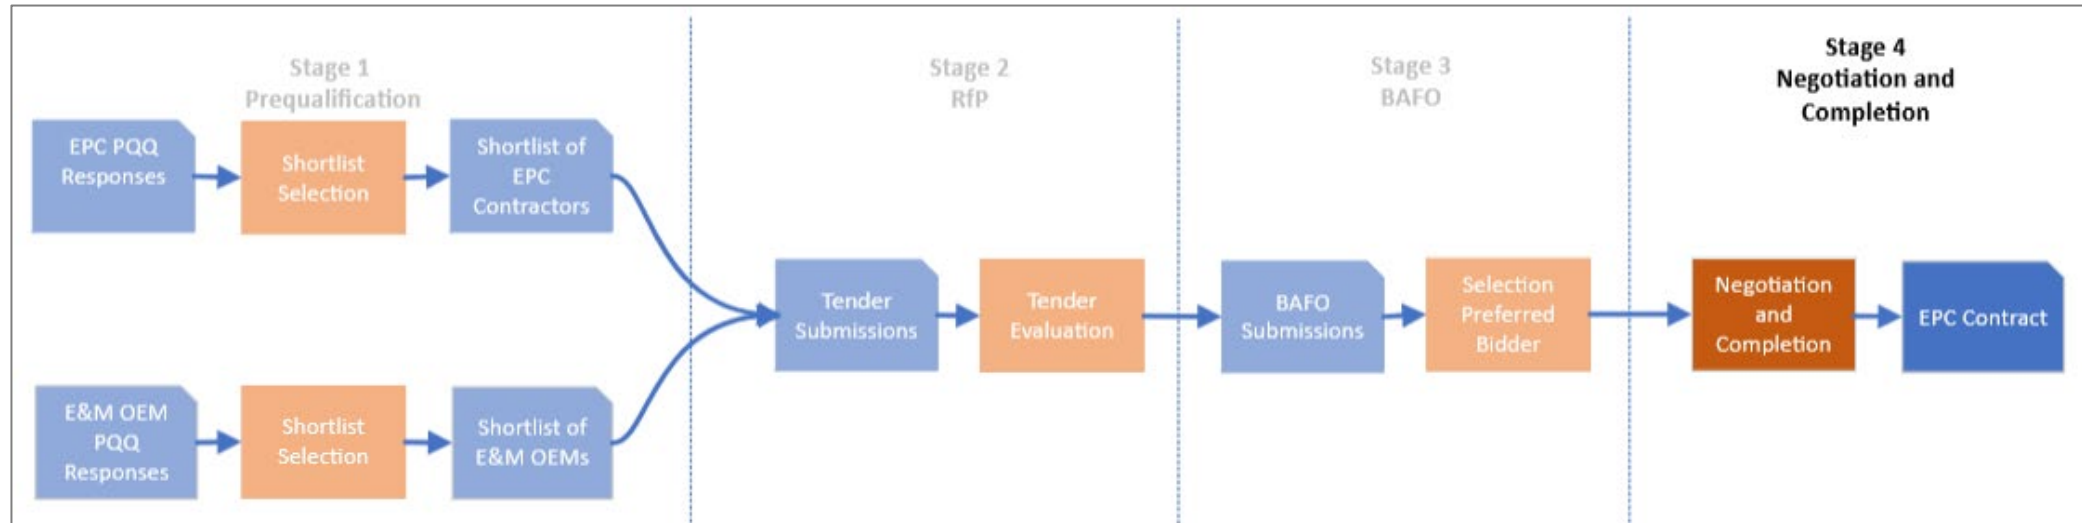 Stage 1
Prequalification
EPC PQQ
Responses
Shortlist
Selection
Shortlist of
EPC
Contractors
E&M OEM
PQQ
Responses
Shortlist
Selection
Shortlist of
E&M OEMs
Stage 2
RfP
Tender
Submissions
Tender
Evaluation
Stage 3
BAFO
BAFO
Submissions
Selection
Preferred
Bidder
Stage 4
Negotiation and
Completion
Negotiation
and
Completion
EPC Contract